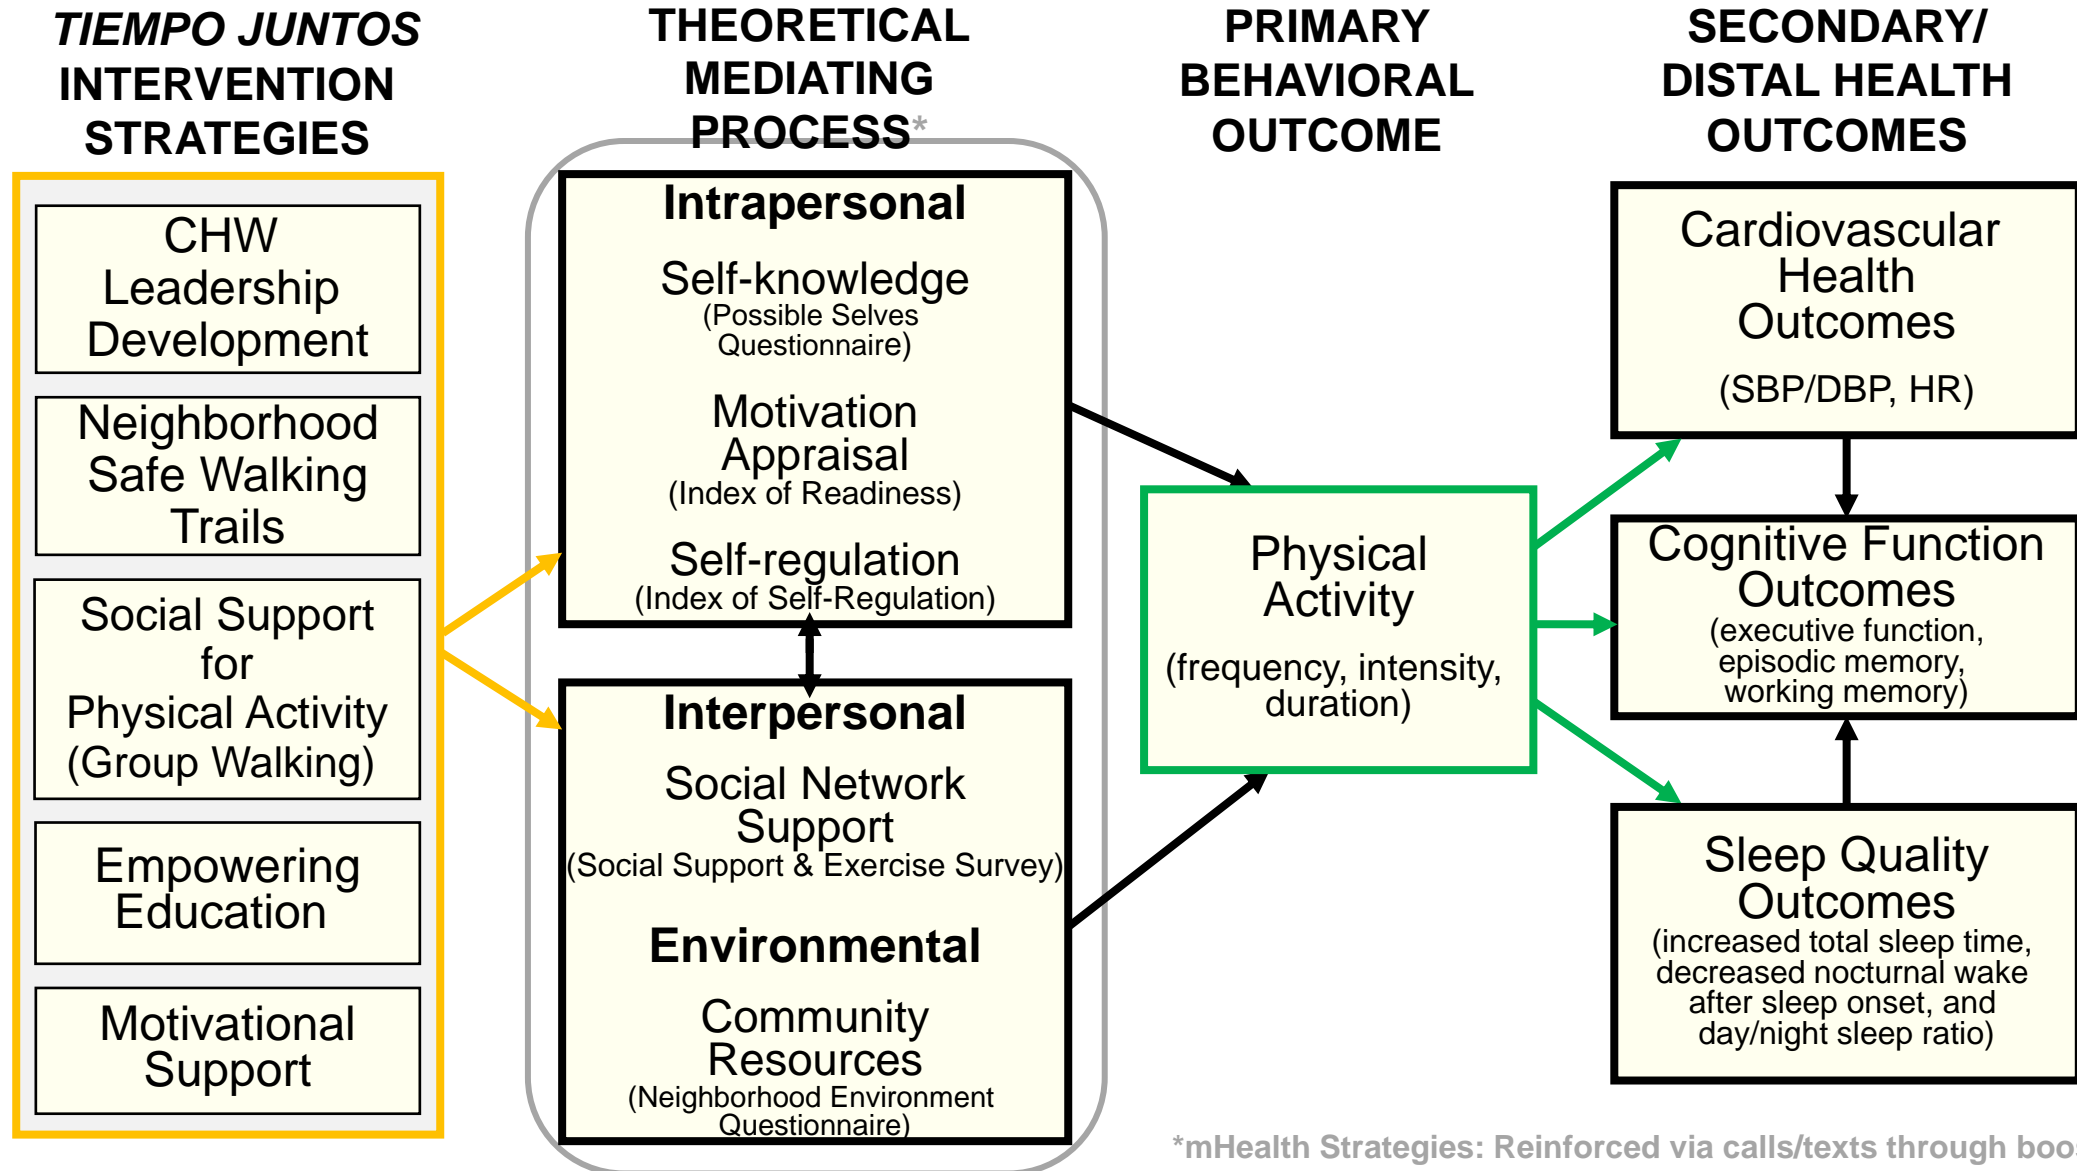 TIEMPO JUNTOS
INTERVENTION
STRATEGIES
CHW
Leadership
Development
Neighborhood
Safe Walking
Trails
Social Support
for
Physical Activity
(Group Walking)
Empowering
Education
Motivational
Support
THEORETICAL
MEDIATING
PROCESS*
Intrapersonal
Self-knowledge
(Possible Selves
Questionnaire)
Motivation
Appraisal
(Index of Readiness)
Self-regulation
(Index of Self-Regulation)
Interpersonal
Social Network
Support
(Social Support & Exercise Survey)
Environmental
Community
Resources
(Neighborhood Environment
Questionnaire)
PRIMARY
BEHAVIORAL
OUTCOME
Physical
Activity
(frequency, intensity,
duration)
SECONDARY/
DISTAL HEALTH
OUTCOMES
Cardiovascular
Health
Outcomes
(SBP/DBP, HR)
Cognitive Function
Outcomes
(executive function,
episodic memory,
working memory)
Sleep Quality
Outcomes
(increased total sleep time,
decreased nocturnal wake
after sleep onset, and
day/night sleep ratio)
*mHealth Strategies: Reinforced via calls/texts through